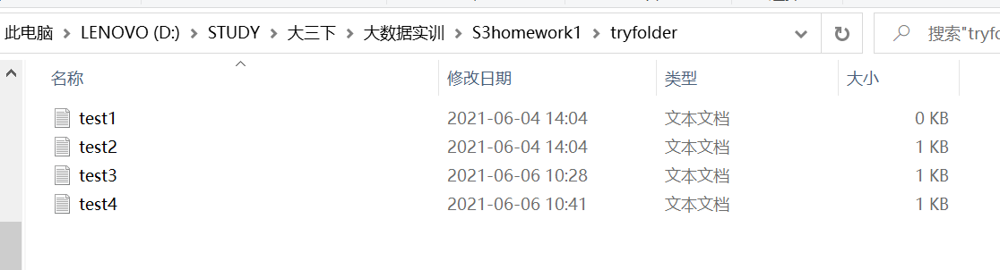 此电脑 > LENOVO (D:) > STUDY > 大三下 > 大数据实训 > S3homework1 > tryfolder 搜索"tryfo
名称 修改日期 类型 大小
test1 2021-06-04 14:04 文本文档 0 KB
test2 2021-06-04 14:04 文本文档 1 KB
test3 2021-06-06 10:28 文本文档 1 KB
test4 2021-06-06 10:41 文本文档 1 KB